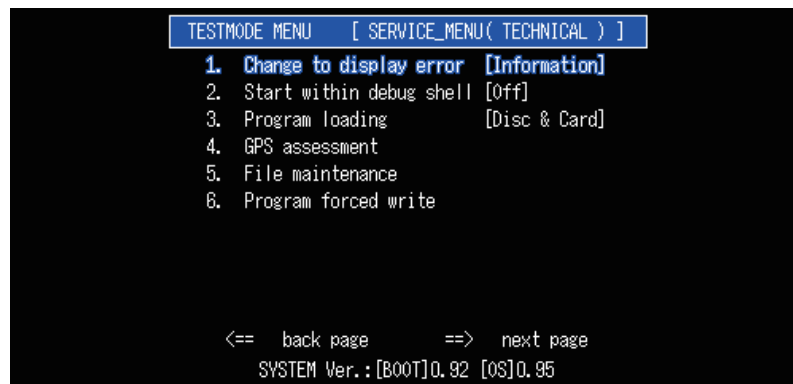 TESTMODE MENU [ SERVICE_MENU( TECHNICAL ) ]
1. Change to display error [Information]
2. Start within debug shell [Off]
3. Program loading [Disc & Card]
4. GPS assessment
5. File maintenance
6. Program forced write
<== back page ==> next page
SYSTEM Ver.:[BOOT]0.92 [OS]0.95